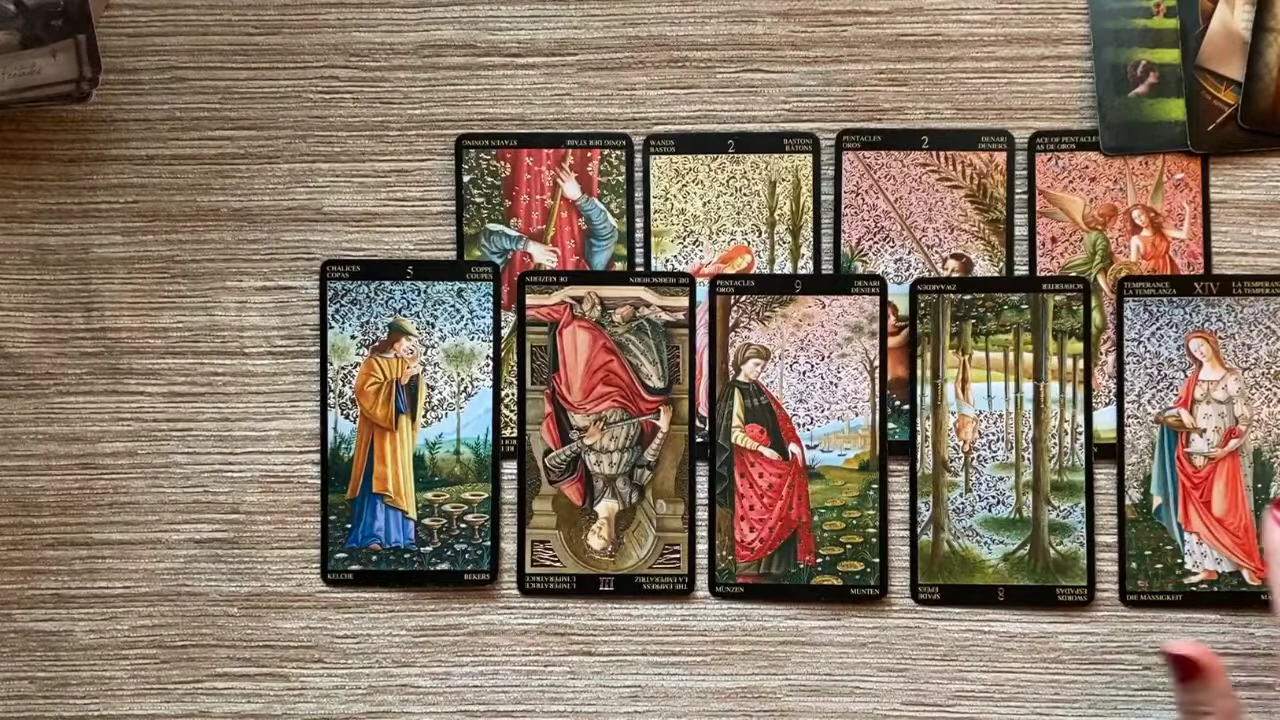 STAVEN KONING
KÖNIG DER STÄBE
WANDS
BASTOS
2
BASTONI
BÂTONS
PENTACLES
OROS
2
DENARI
DENIERS
ACE OF PENTACLES
AS DE OROS
CHALICES
COPAS
5
COPPE
COUPES
KELCHE
BEKERS
DE KEIZERIN
DIE HERRSCHERIN
THE EMPRESS
LA EMPERATRIZ
III
L'IMPERATRICE
L'IMPÉRATRICE
PENTACLES
OROS
9
DENARI
DENIERS
MÜNZEN
MUNTEN
ZWAARDEN
SCHWERTER
SWORDS
ESPADAS
8
SPADE
ÉPÉES
TEMPERANCE
LA TEMPLANZA
XIV
LA TEMPERAN
LA TEMPERAN
DIE MÄSSIGKEIT